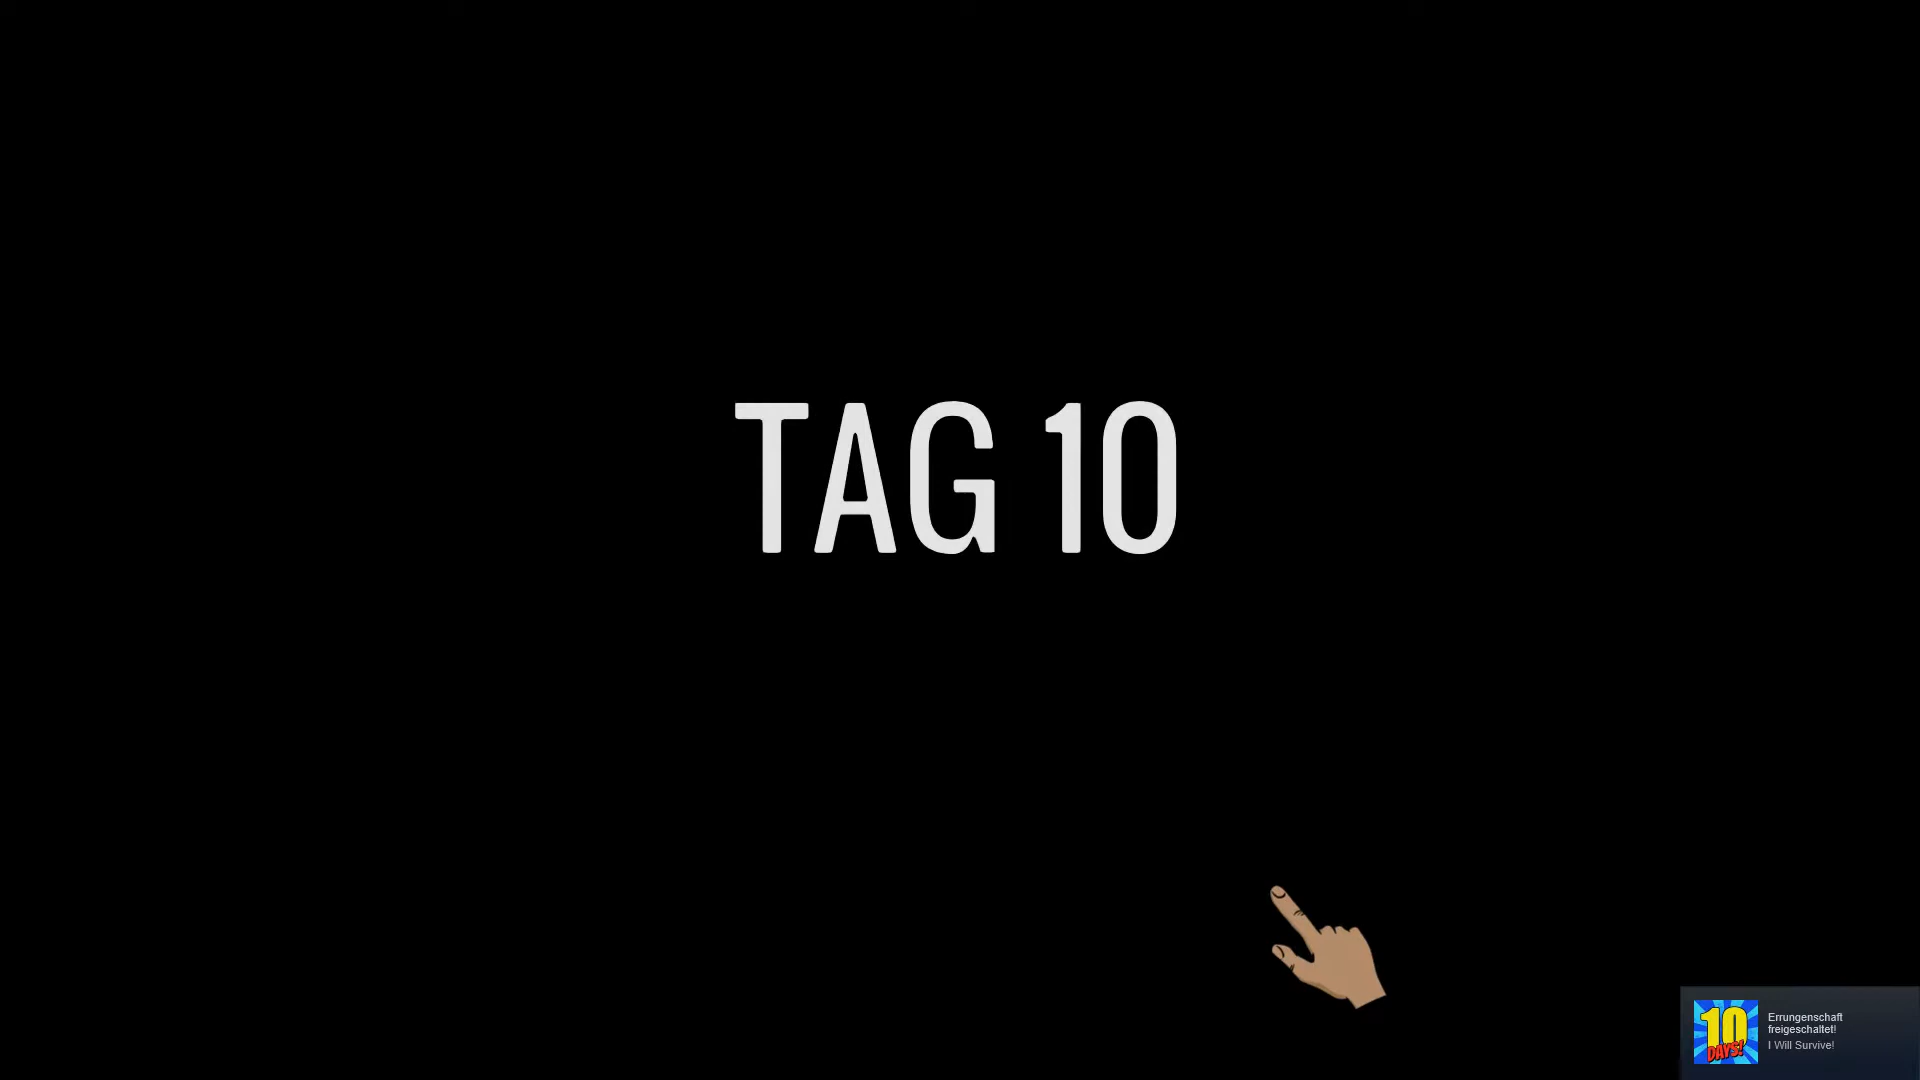 TAG 10
10
DAYS!
Errungenschaft
freigeschaltet!
I Will Survive!